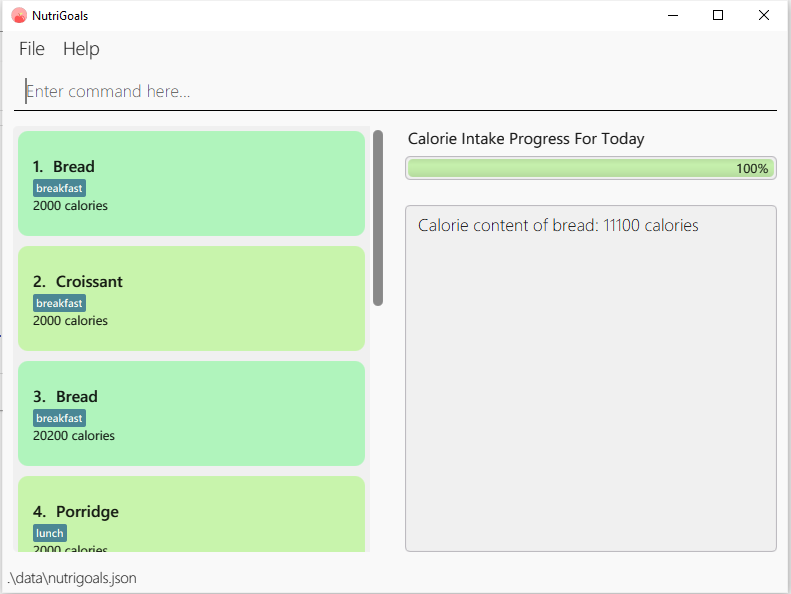 NutriGoals
File Help
Enter command here...
1. Bread
breakfast
2000 calories
2. Croissant
breakfast
2000 calories
3. Bread
breakfast
20200 calories
4. Porridge
lunch
2000 calories
Calorie Intake Progress For Today
100%
Calorie content of bread: 11100 calories
.\data\nutrigoals.json